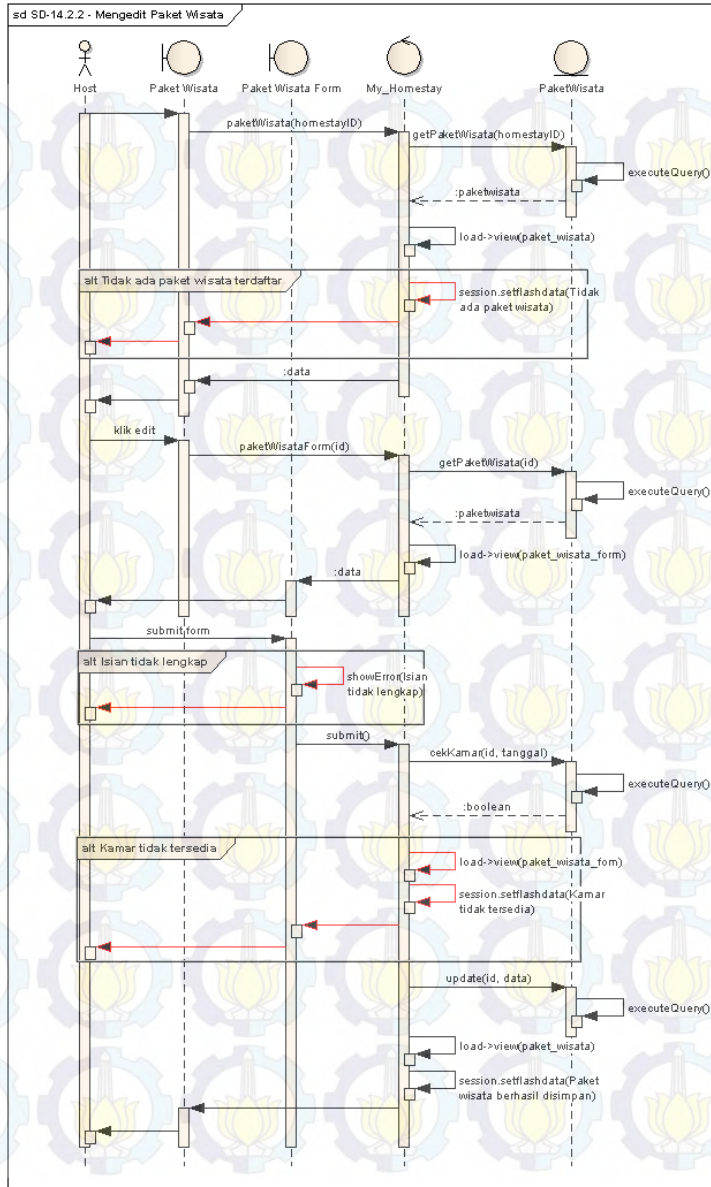 sd SD-14.2.2 - Mengedit Paket Wisata
Host
Paket Wisata
Paket Wisata Form
My_Homestay
PaketWisata
paketWisata(homestayID)
getPaketWisata(homestayID)
executeQuery()
:paketwisata
load->view(paket_wisata)
alt Tidak ada paket wisata terdaftar
session.setflashdata(Tidak
ada paket wisata)
:data
klik edit
paketWisataForm(id)
getPaketWisata(id)
executeQuery()
:paketwisata
load->view(paket_wisata_form)
:data
submit form
alt Isian tidak lengkap
showError(Isian
tidak lengkap)
submit()
cekKamar(id, tanggal)
executeQuery()
:boolean
alt Kamar tidak tersedia
load->view(paket_wisata_fom)
session.setflashdata(Kamar
tidak tersedia)
update(id, data)
executeQuery()
load->view(paket_wisata)
session.setflashdata(Paket
wisata berhasil disimpan)